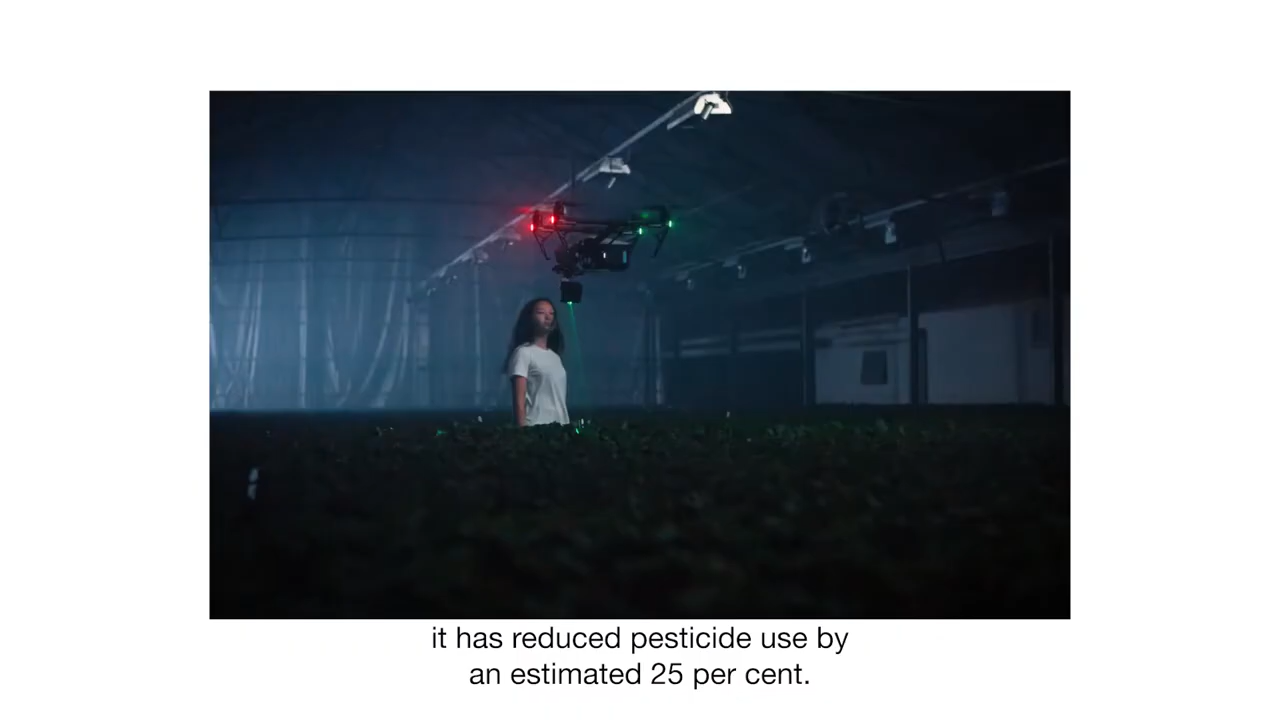 it has reduced pesticide use by
an estimated 25 per cent.